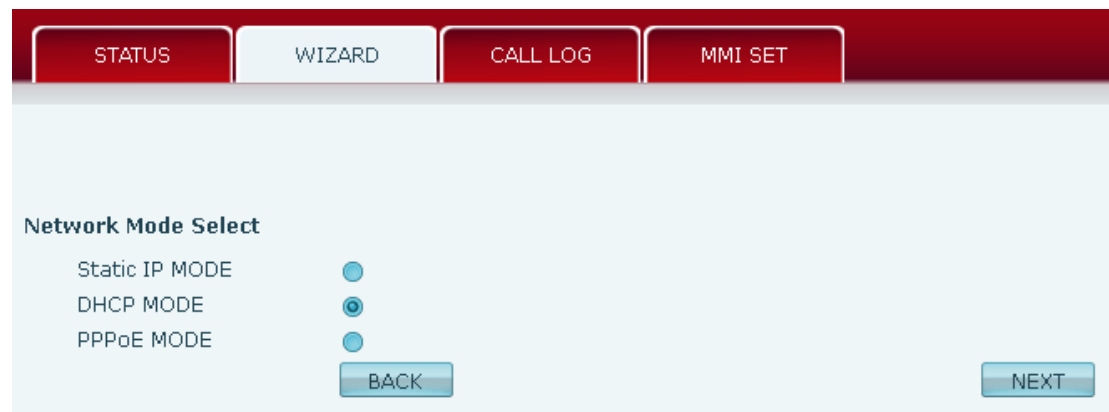 STATUS WIZARD CALL LOG MMI SET
Network Mode Select
Static IP MODE
DHCP MODE
PPPoE MODE
BACK NEXT